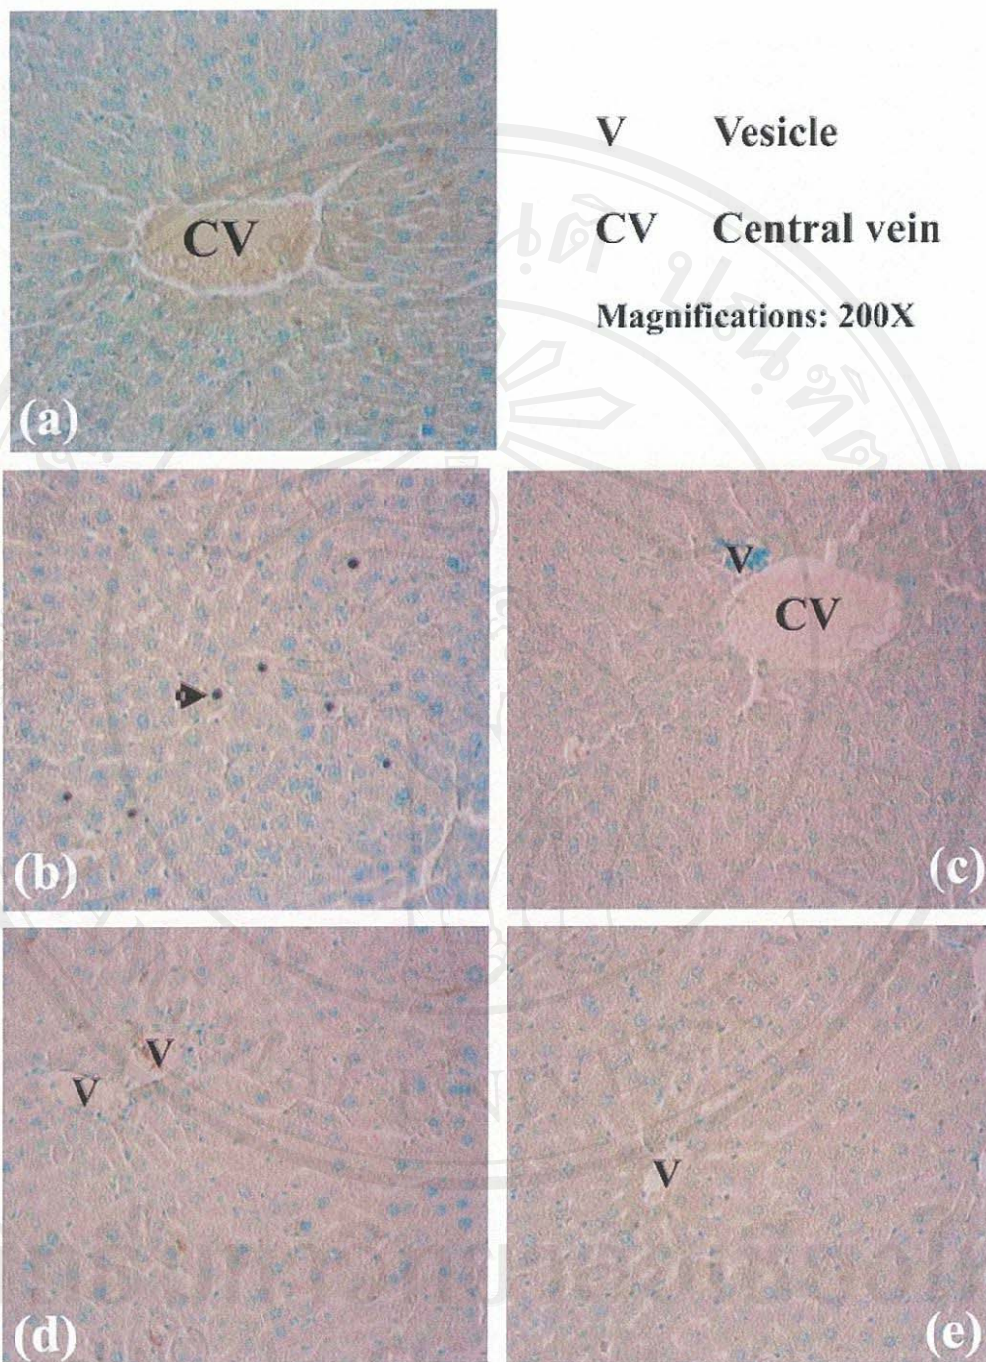 CV
(a)
V Vesicle
CV Central vein
Magnifications: 200X
(b)
V
CV
(c)
V
V
(d)
V
(e)